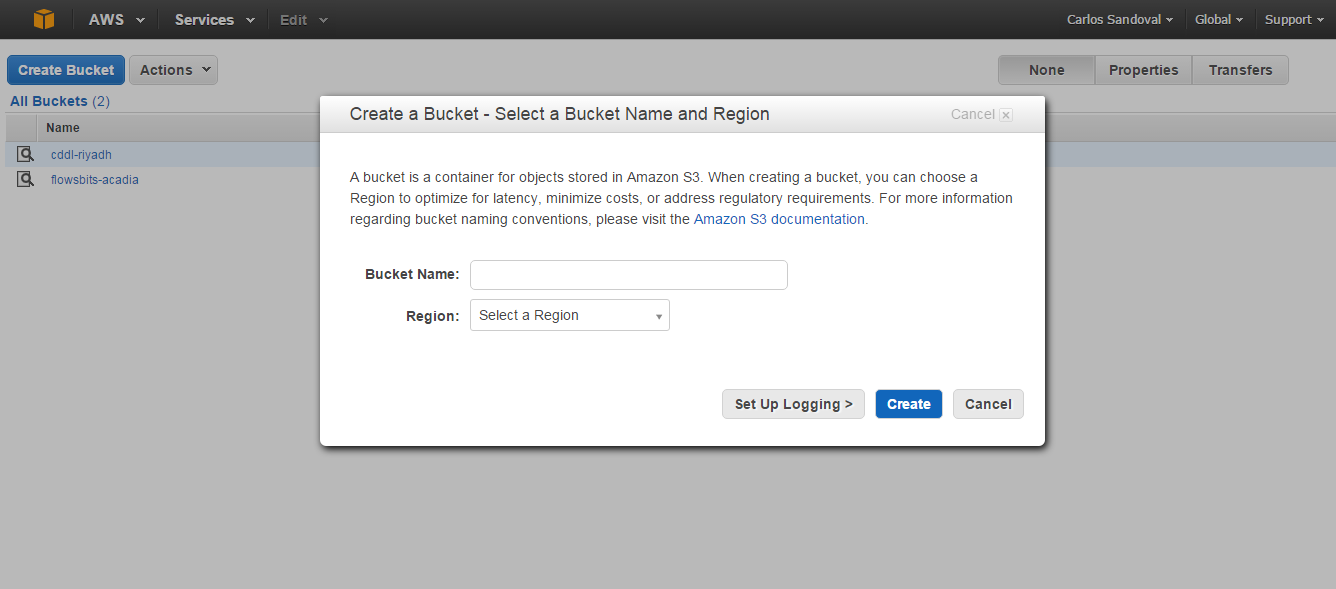 AWS Services Edit Carlos Sandoval Global Support
Create Bucket Actions None Properties Transfers
All Buckets (2)
Name
cddl-riyadh
flowsbits-acadia
Create a Bucket - Select a Bucket Name and Region Cancel x
A bucket is a container for objects stored in Amazon S3. When creating a bucket, you can choose a
Region to optimize for latency, minimize costs, or address regulatory requirements. For more information
regarding bucket naming conventions, please visit the Amazon S3 documentation.
Bucket Name:
Region: Select a Region
Set Up Logging > Create Cancel